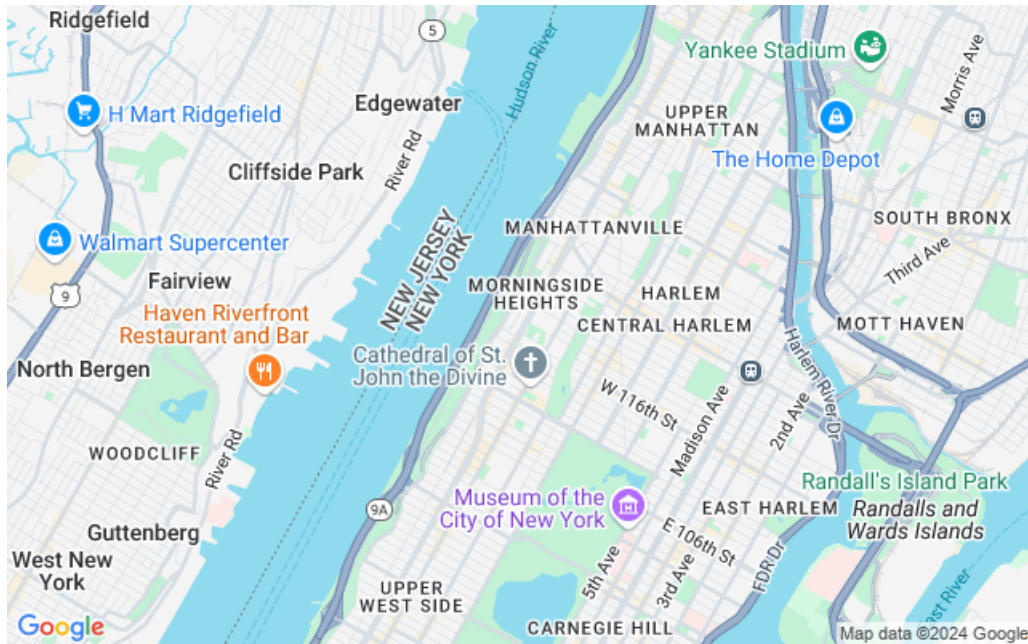 Ridgefield
5
Hudson River
Yankee Stadium
Morris Ave
H Mart Ridgefield
Edgewater
UPPER
MANHATTAN
The Home Depot
River Rd
Cliffside Park
SOUTH BRONX
MANHATTANVILLE
Third Ave
Walmart Supercenter
NEW JERSEY
NEW YORK
9
Fairview
MORNINGSIDE
HEIGHTS
HARLEM
Haven Riverfront
Restaurant and Bar
CENTRAL HARLEM
MOTT HAVEN
Harlem River Dr
North Bergen
Cathedral of St.
John the Divine
W 116th St
Madison Ave
2nd Ave
WOODCLIFF
River Rd
Randall's Island Park
Museum of the
City of New York
EAST HARLEM
Randalls and
Wards Islands
9A
Guttenberg
E 106th St
FDR Dr
West New
York
5th Ave
3rd Ave
UPPER
WEST SIDE
East River
CARNEGIE HILL
Google
Map data ©2024 Google